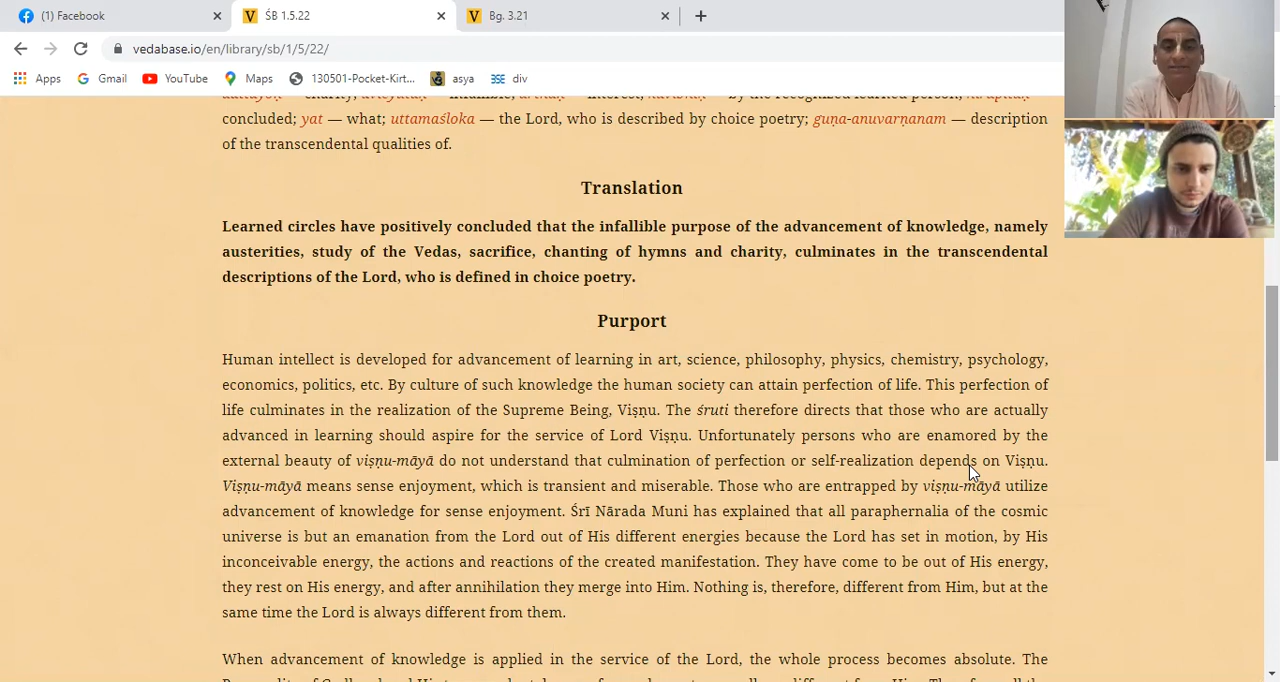 (1) Facebook
ŚB 1.5.22
Bg. 3.21
vedabase.io/en/library/sb/1/5/22/
Apps Gmail YouTube Maps 130501-Pocket-Kirt... asya div
concluded; yat — what; uttamaśloka — the Lord, who is described by choice poetry; guṇa-anuvarṇanam — description
of the transcendental qualities of.
Translation
Learned circles have positively concluded that the infallible purpose of the advancement of knowledge, namely
austerities, study of the Vedas, sacrifice, chanting of hymns and charity, culminates in the transcendental
descriptions of the Lord, who is defined in choice poetry.
Purport
Human intellect is developed for advancement of learning in art, science, philosophy, physics, chemistry, psychology,
economics, politics, etc. By culture of such knowledge the human society can attain perfection of life. This perfection of
life culminates in the realization of the Supreme Being, Viṣṇu. The śruti therefore directs that those who are actually
advanced in learning should aspire for the service of Lord Viṣṇu. Unfortunately persons who are enamored by the
external beauty of viṣṇu-māyā do not understand that culmination of perfection or self-realization depends on Viṣṇu.
Viṣṇu-māyā means sense enjoyment, which is transient and miserable. Those who are entrapped by viṣṇu-māyā utilize
advancement of knowledge for sense enjoyment. Śrī Nārada Muni has explained that all paraphernalia of the cosmic
universe is but an emanation from the Lord out of His different energies because the Lord has set in motion, by His
inconceivable energy, the actions and reactions of the created manifestation. They have come to be out of His energy,
they rest on His energy, and after annihilation they merge into Him. Nothing is, therefore, different from Him, but at the
same time the Lord is always different from them.
When advancement of knowledge is applied in the service of the Lord, the whole process becomes absolute. The